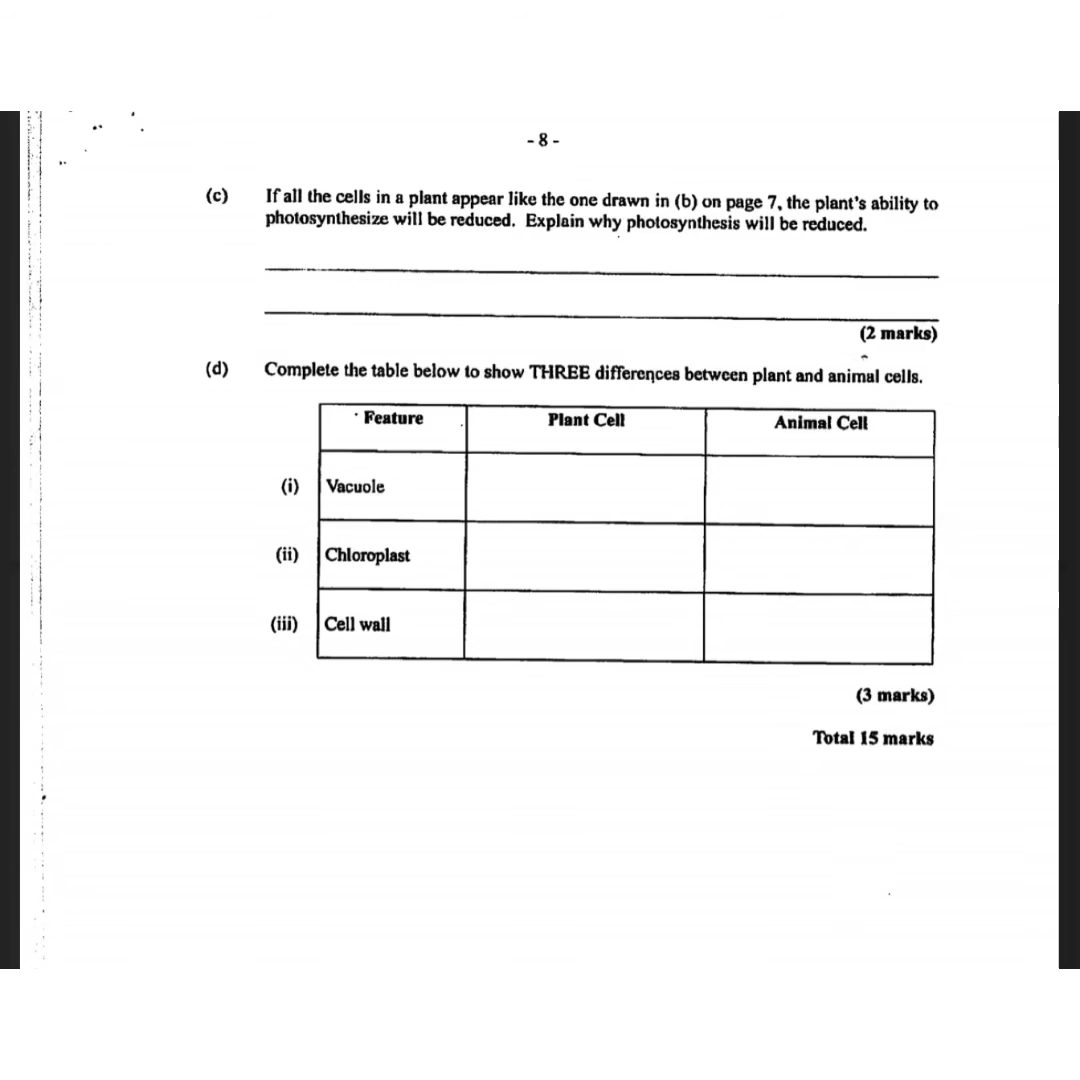 - 8 -
(c) If all the cells in a plant appear like the one drawn in (b) on page 7, the plant's ability to
photosynthesize will be reduced. Explain why photosynthesis will be reduced.
(2 marks)
(d) Complete the table below to show THREE differences between plant and animal cells.
Feature Plant Cell Animal Cell
(i) Vacuole
(ii) Chloroplast
(iii) Cell wall
(3 marks)
Total 15 marks